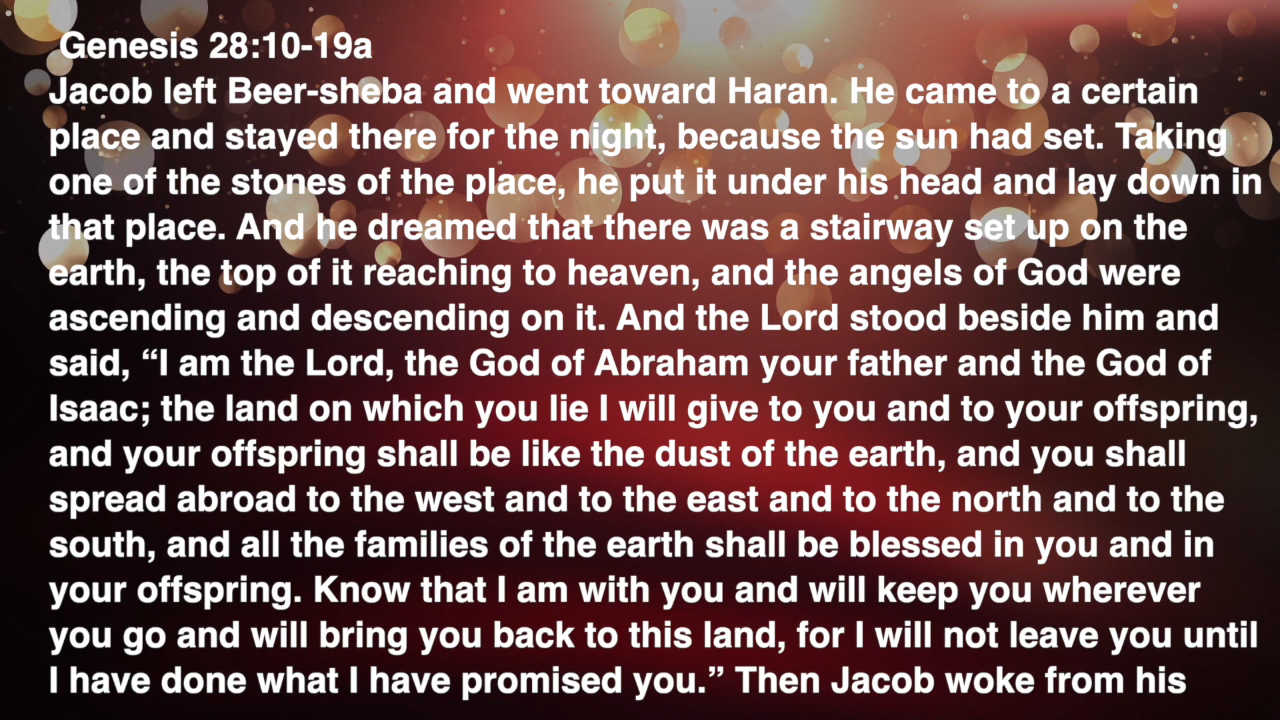 Genesis 28:10-19a
Jacob left Beer-sheba and went toward Haran. He came to a certain
place and stayed there for the night, because the sun had set. Taking
one of the stones of the place, he put it under his head and lay down in
that place. And he dreamed that there was a stairway set up on the
earth, the top of it reaching to heaven, and the angels of God were
ascending and descending on it. And the Lord stood beside him and
said, “I am the Lord, the God of Abraham your father and the God of
Isaac; the land on which you lie I will give to you and to your offspring,
and your offspring shall be like the dust of the earth, and you shall
spread abroad to the west and to the east and to the north and to the
south, and all the families of the earth shall be blessed in you and in
your offspring. Know that I am with you and will keep you wherever
you go and will bring you back to this land, for I will not leave you until
I have done what I have promised you.” Then Jacob woke from his